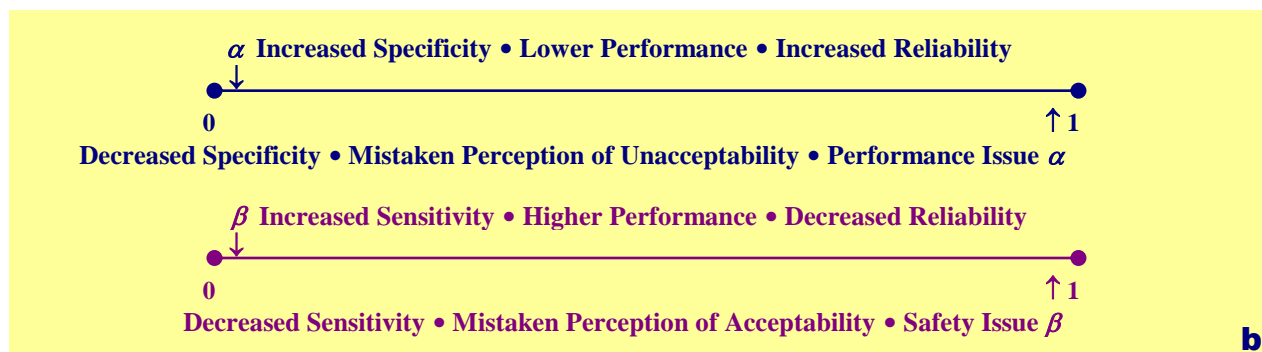 α Increased Specificity • Lower Performance • Increased Reliability
↓
0 ↑ 1
Decreased Specificity • Mistaken Perception of Unacceptability • Performance Issue α
β Increased Sensitivity • Higher Performance • Decreased Reliability
↓
0 ↑ 1
Decreased Sensitivity • Mistaken Perception of Acceptability • Safety Issue β
b